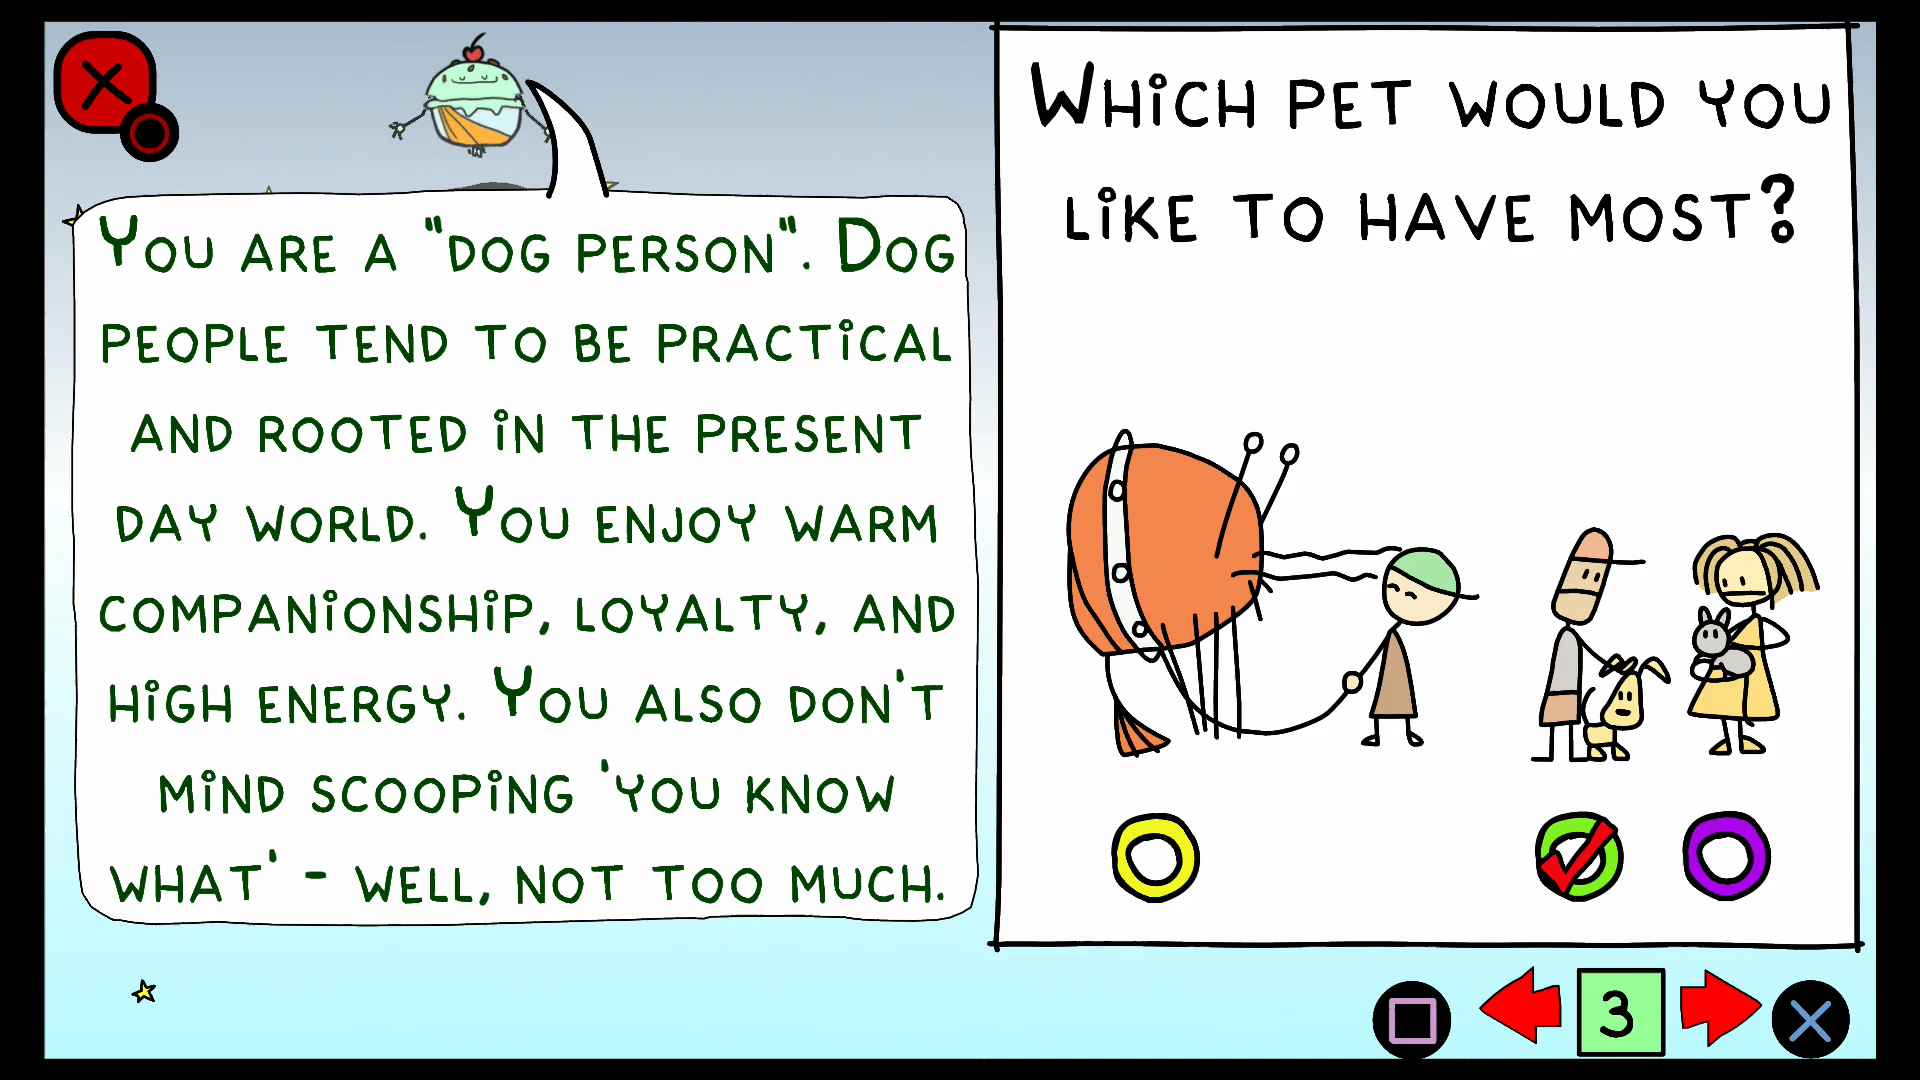 You are a "dog person". Dog
people tend to be practical
and rooted in the present
day world. You enjoy warm
companionship, loyalty, and
high energy. You also don't
mind scooping 'you know
what' - well, not too much.
Which pet would you
like to have most?
3